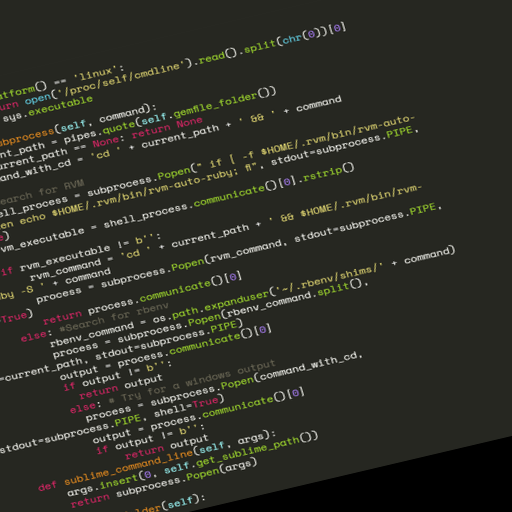 atform() == 'linux':
urn open('/proc/self/cmdline').read().split(chr(0))[0]
sys.executable
ubprocess(self, command):
nt_path = pipes.quote(self.gemfile_folder())
urrent_path == None: return None
and_with_cd = 'cd ' + current_path + ' && ' + command
earch for RVM
ell_process = subprocess.Popen(" if [ -f $HOME/.rvm/bin/rvm-auto-
en echo $HOME/.rvm/bin/rvm-auto-ruby; fi", stdout=subprocess.PIPE,
e)
vm_executable = shell_process.communicate()[0].rstrip()
if rvm_executable != b'':
rvm_command = 'cd ' + current_path + ' && $HOME/.rvm/bin/rvm-
uby -S ' + command
process = subprocess.Popen(rvm_command, stdout=subprocess.PIPE,
True)
return process.communicate()[0]
else: #Search for rbenv
rbenv_command = os.path.expanduser('~/.rbenv/shims/' + command)
process = subprocess.Popen(rbenv_command.split(),
=current_path, stdout=subprocess.PIPE)
output = process.communicate()[0]
if output != b'':
return output
else: # Try for a windows output
process = subprocess.Popen(command_with_cd,
stdout=subprocess.PIPE, shell=True)
output = process.communicate()[0]
if output != b'':
return output
def sublime_command_line(self, args):
args.insert(0, self.get_sublime_path())
return subprocess.Popen(args)
lder(self):